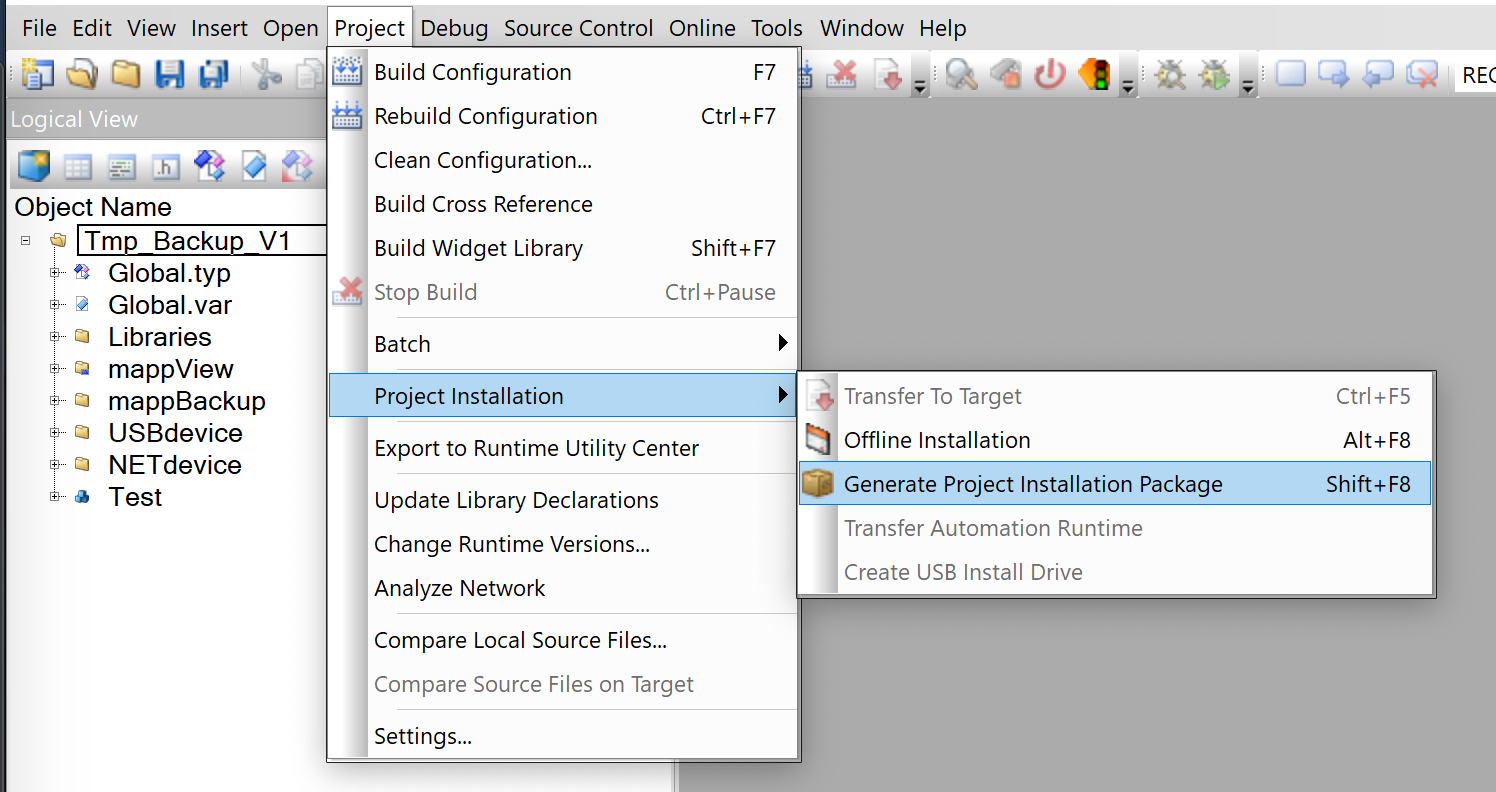 File Edit View Insert Open Project Debug Source Control Online Tools Window Help
REC
Logical View
.h
Object Name
Tmp_Backup_V1
Global.typ
Global.var
Libraries
mappView
mappBackup
USBdevice
NETdevice
Test
Build Configuration F7
Rebuild Configuration Ctrl+F7
Clean Configuration...
Build Cross Reference
Build Widget Library Shift+F7
Stop Build Ctrl+Pause
Batch
Project Installation
Export to Runtime Utility Center
Update Library Declarations
Change Runtime Versions...
Analyze Network
Compare Local Source Files...
Compare Source Files on Target
Settings...
Transfer To Target Ctrl+F5
Offline Installation Alt+F8
Generate Project Installation Package Shift+F8
Transfer Automation Runtime
Create USB Install Drive